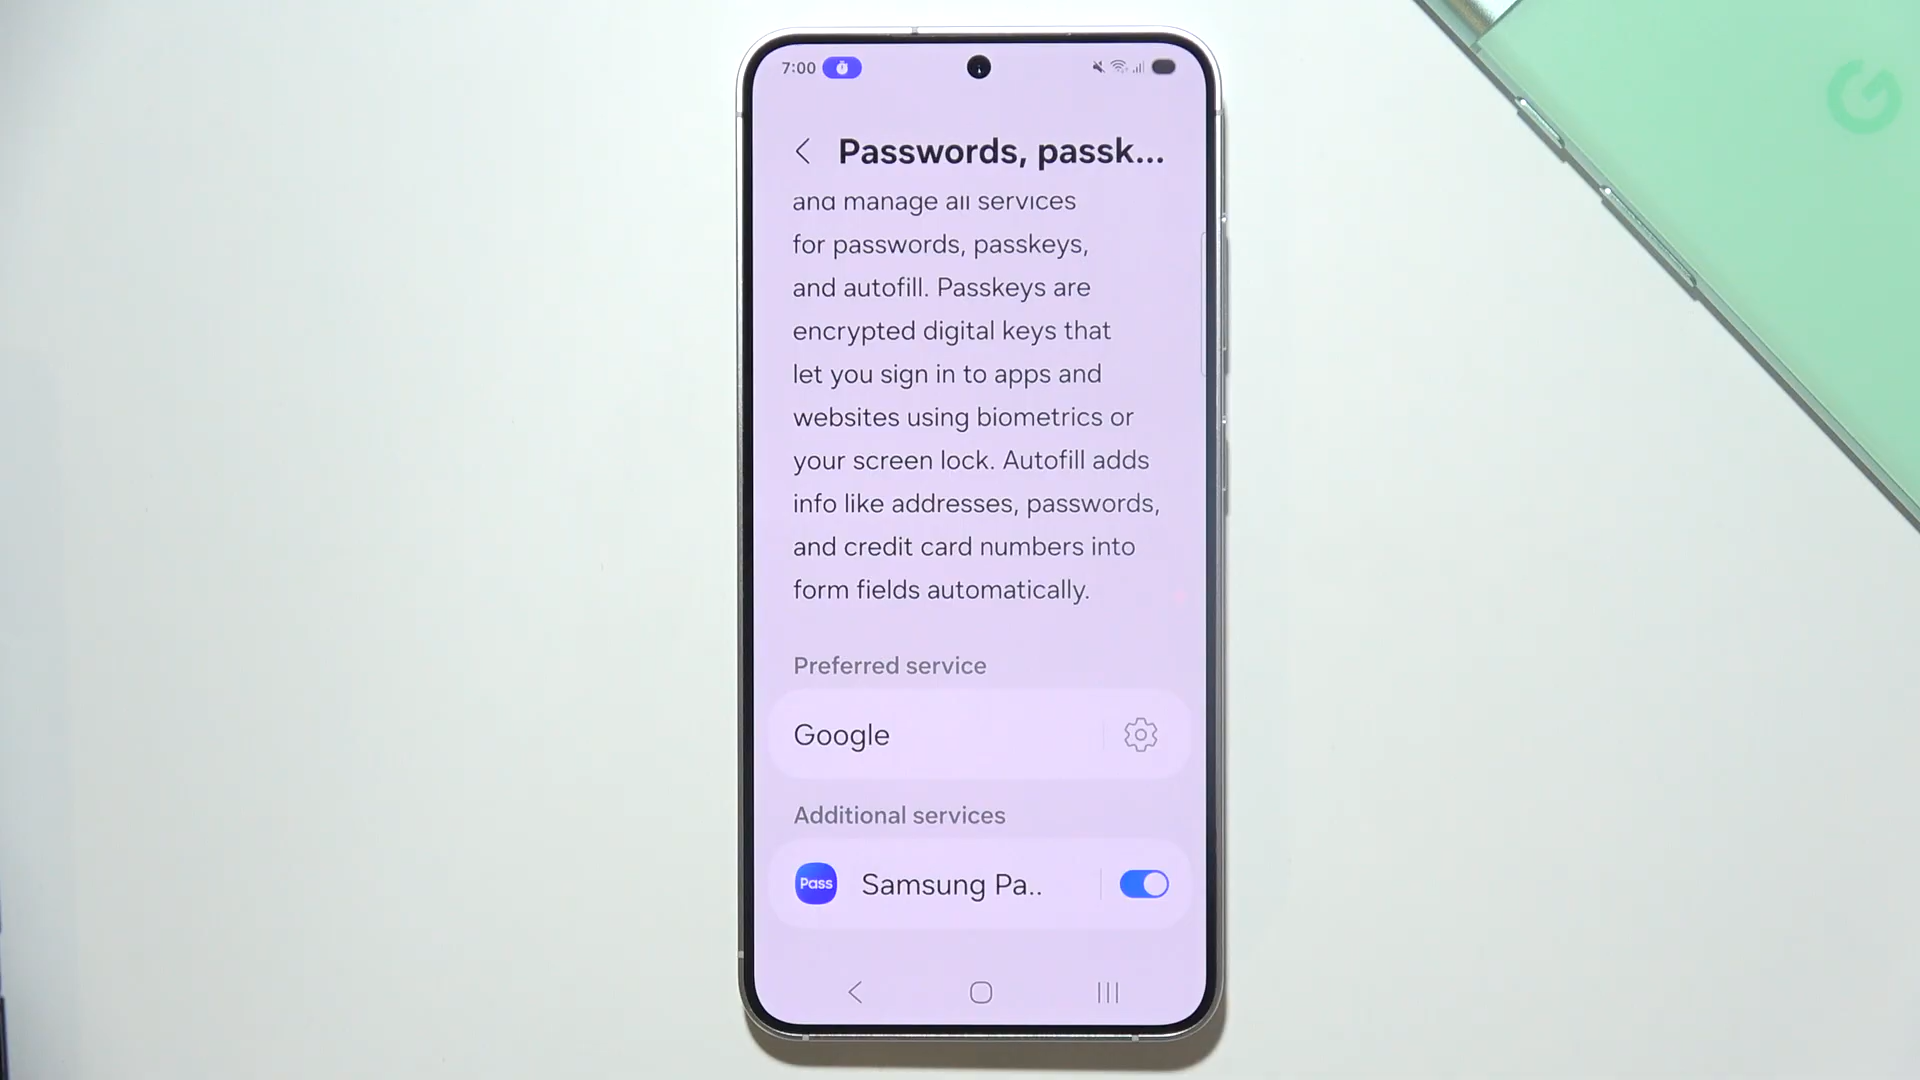 7:00
Passwords, passk...
and manage all services
for passwords, passkeys,
and autofill. Passkeys are
encrypted digital keys that
let you sign in to apps and
websites using biometrics or
your screen lock. Autofill adds
info like addresses, passwords,
and credit card numbers into
form fields automatically.
Preferred service
Google
Additional services
Pass
Samsung Pa..